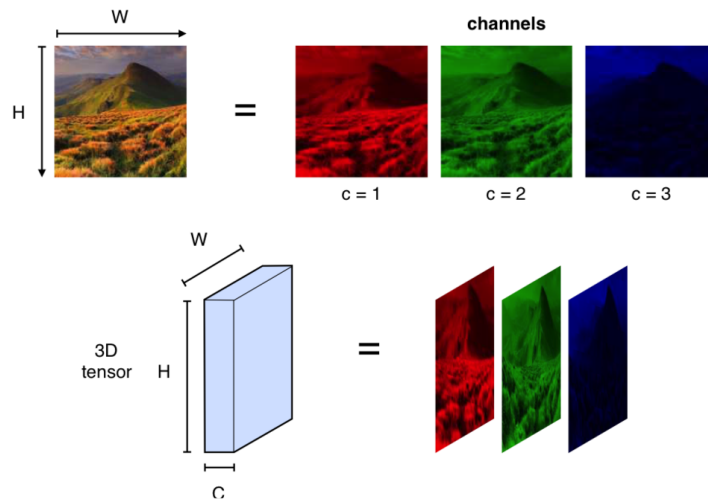 W
channels
H
=
c = 1
c = 2
c = 3
W
3D
tensor
H
=
C